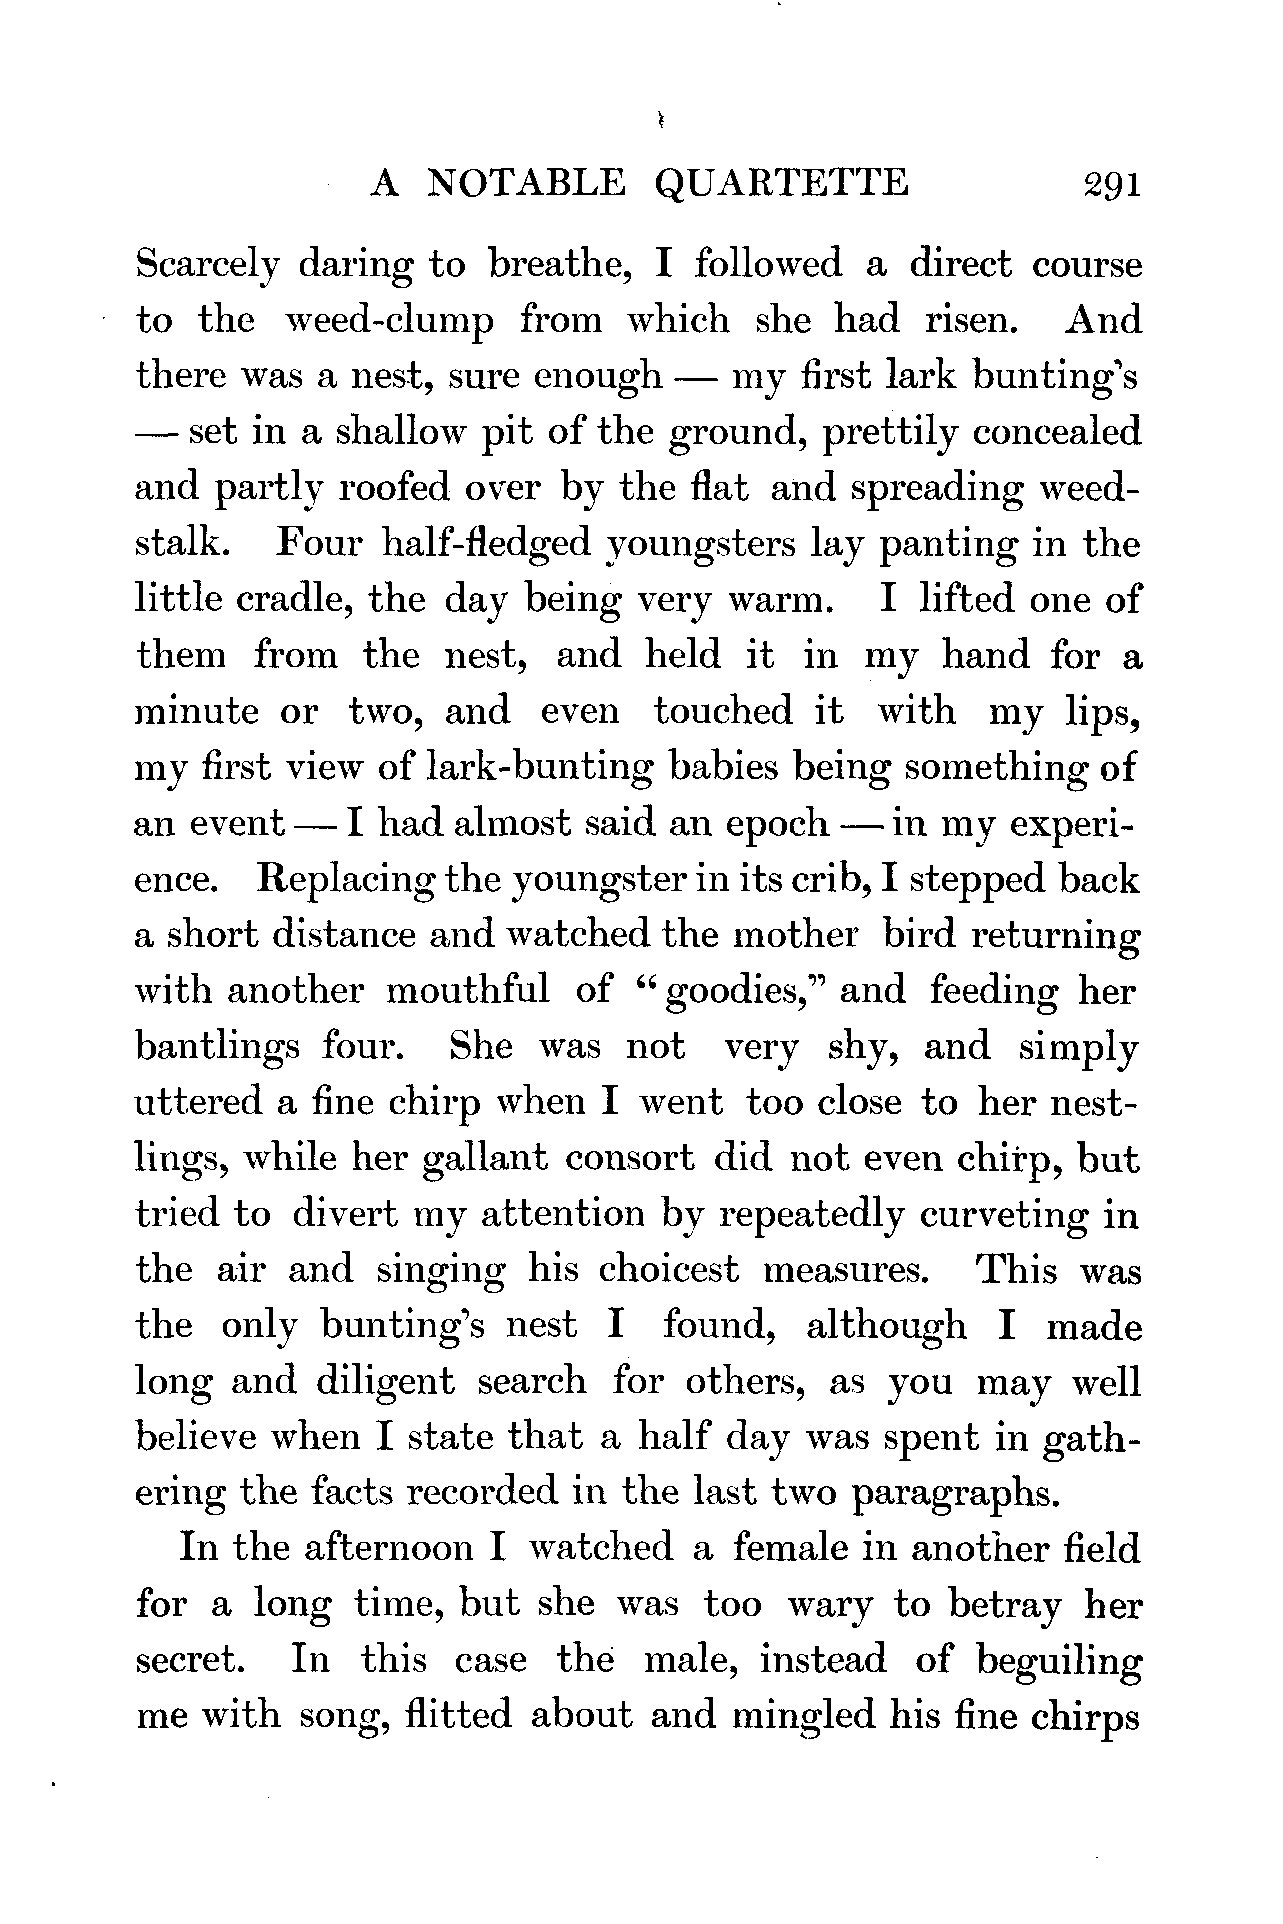 A NOTABLE QUARTETTE 291
Scarcely daring to breathe, I followed a direct course
to the weed-clump from which she had risen. And
there was a nest, sure enough — my first lark bunting's
— set in a shallow pit of the ground, prettily concealed
and partly roofed over by the flat and spreading weed-
stalk. Four half-fledged youngsters lay panting in the
little cradle, the day being very warm. I lifted one of
them from the nest, and held it in my hand for a
minute or two, and even touched it with my lips,
my first view of lark-bunting babies being something of
an event — I had almost said an epoch — in my experi-
ence. Replacing the youngster in its crib, I stepped back
a short distance and watched the mother bird returning
with another mouthful of "goodies," and feeding her
bantlings four. She was not very shy, and simply
uttered a fine chirp when I went too close to her nest-
lings, while her gallant consort did not even chirp, but
tried to divert my attention by repeatedly curveting in
the air and singing his choicest measures. This was
the only bunting's nest I found, although I made
long and diligent search for others, as you may well
believe when I state that a half day was spent in gath-
ering the facts recorded in the last two paragraphs.
In the afternoon I watched a female in another field
for a long time, but she was too wary to betray her
secret. In this case the male, instead of beguiling
me with song, flitted about and mingled his fine chirps